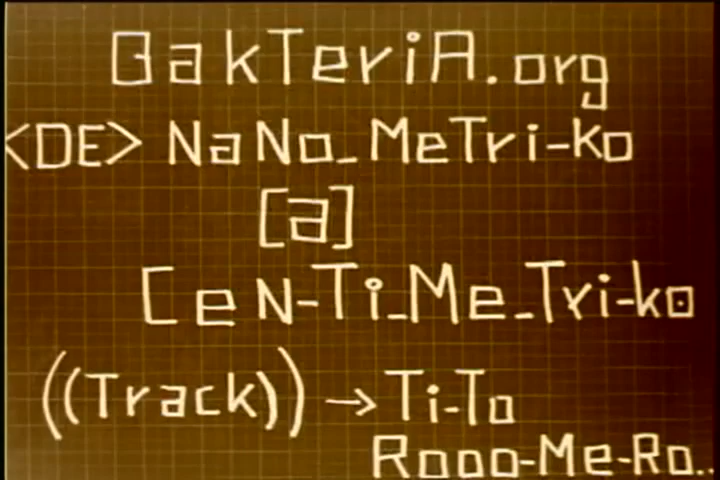 BakTeriA.org
<DE> NaNo_MeTri-ko
[a]
CeN-Ti_Me_Tri-ko
((Track)) → Ti-To
Rooo-Me-Ro..